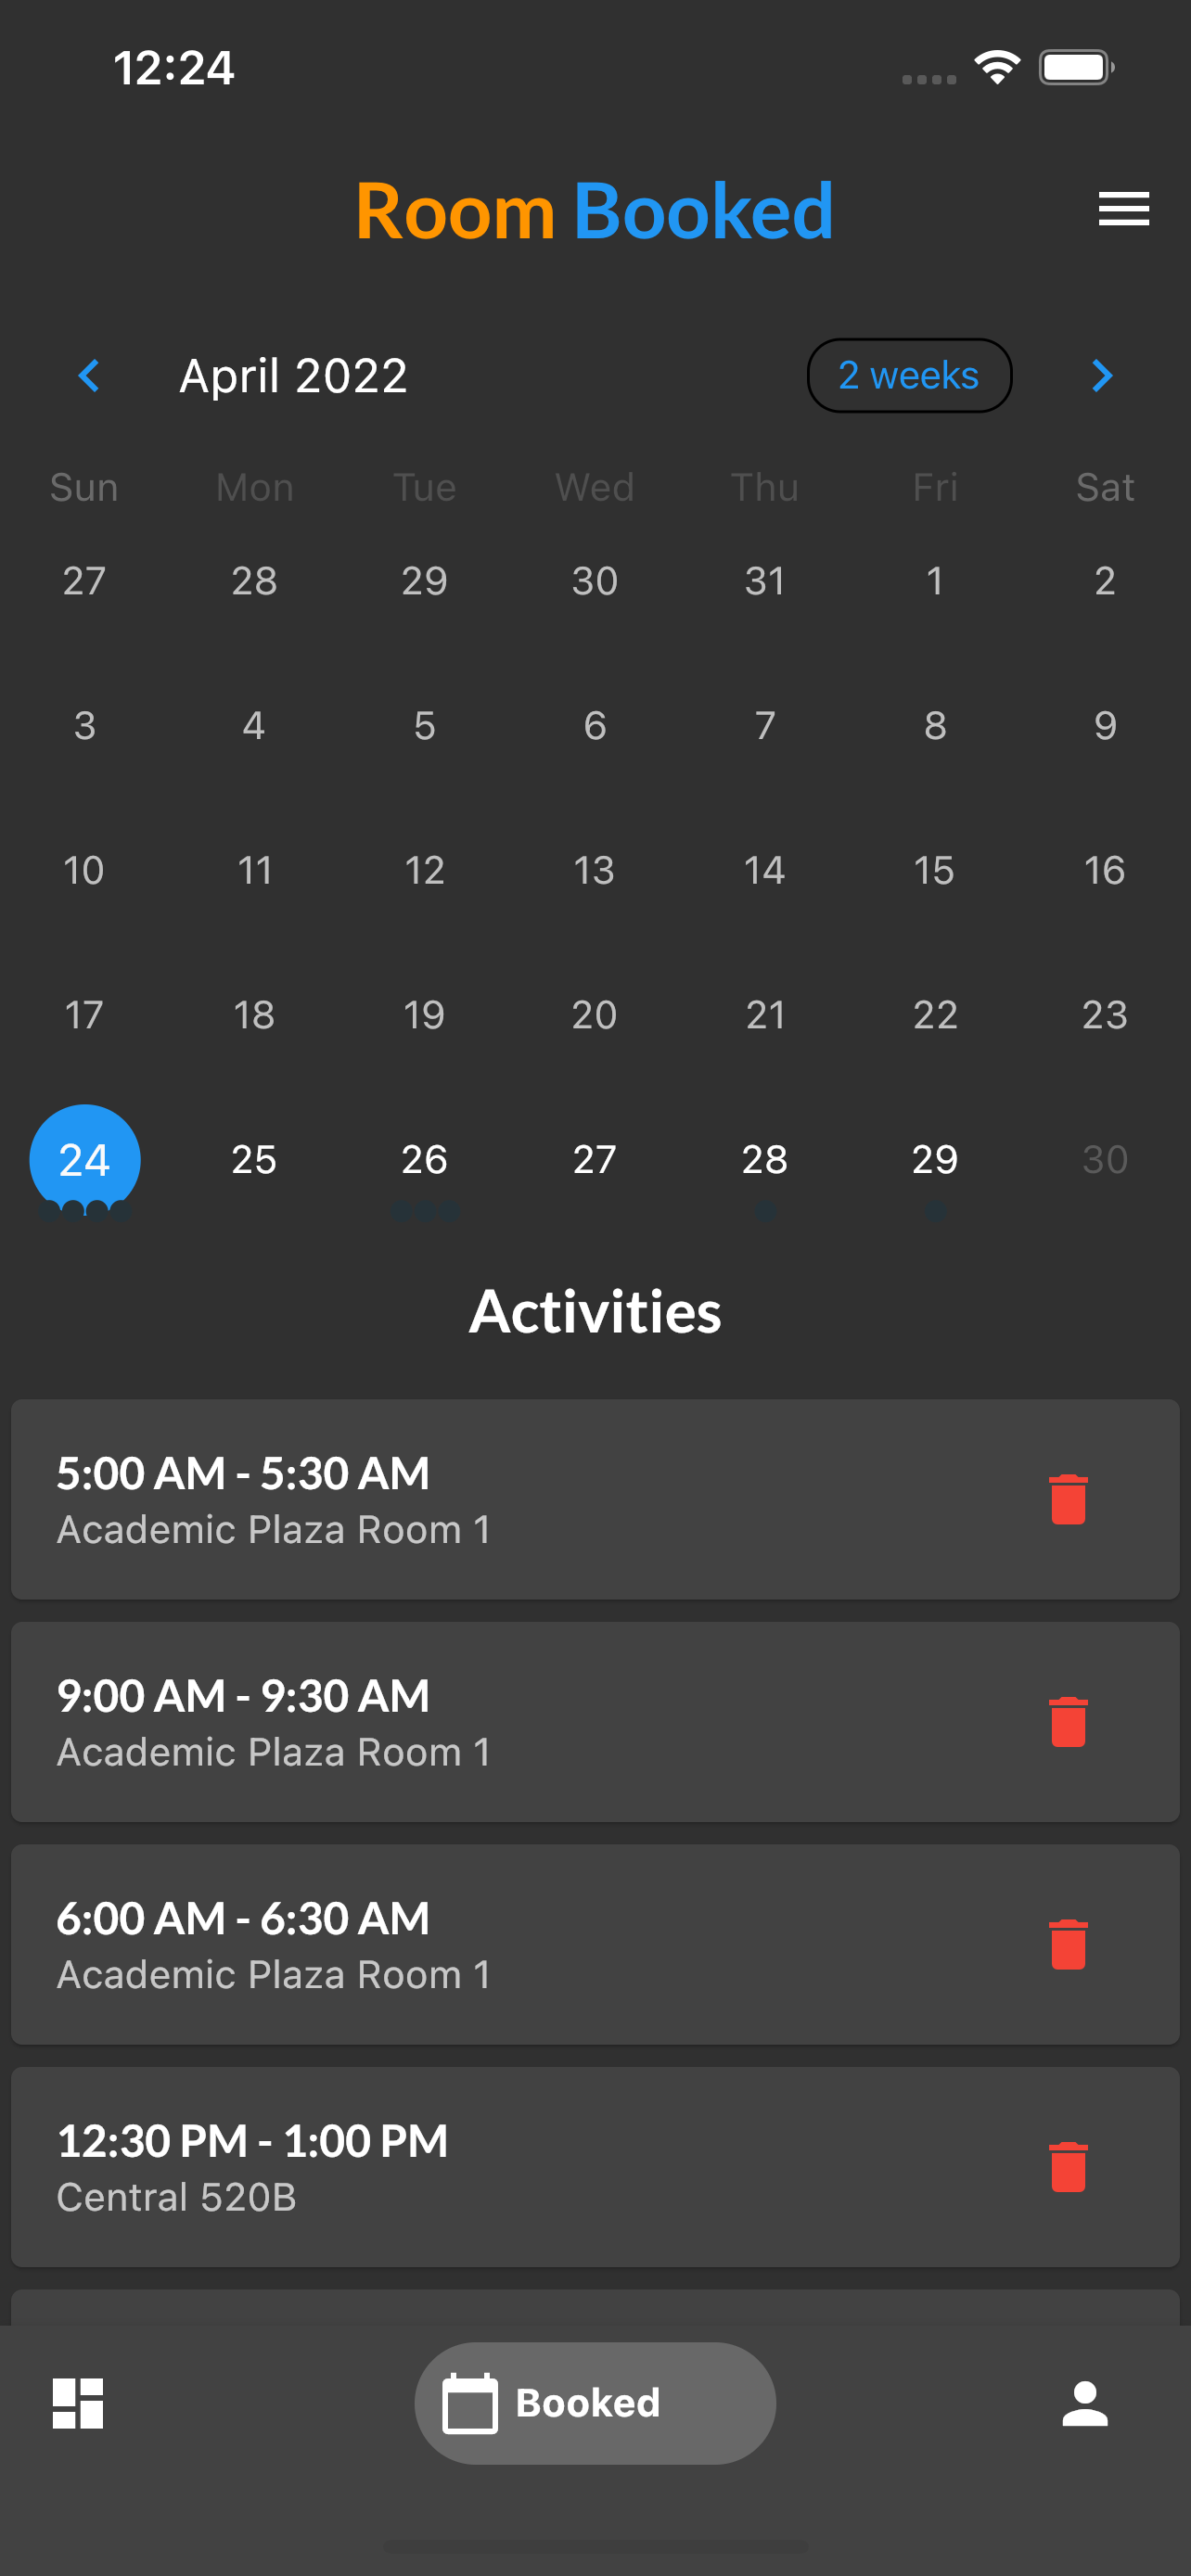 12:24
Room Booked
April 2022 2 weeks
Sun Mon Tue Wed Thu Fri Sat
27 28 29 30 31 1 2
3 4 5 6 7 8 9
10 11 12 13 14 15 16
17 18 19 20 21 22 23
24 25 26 27 28 29 30
Activities
5:00 AM - 5:30 AM
Academic Plaza Room 1
9:00 AM - 9:30 AM
Academic Plaza Room 1
6:00 AM - 6:30 AM
Academic Plaza Room 1
12:30 PM - 1:00 PM
Central 520B
Booked